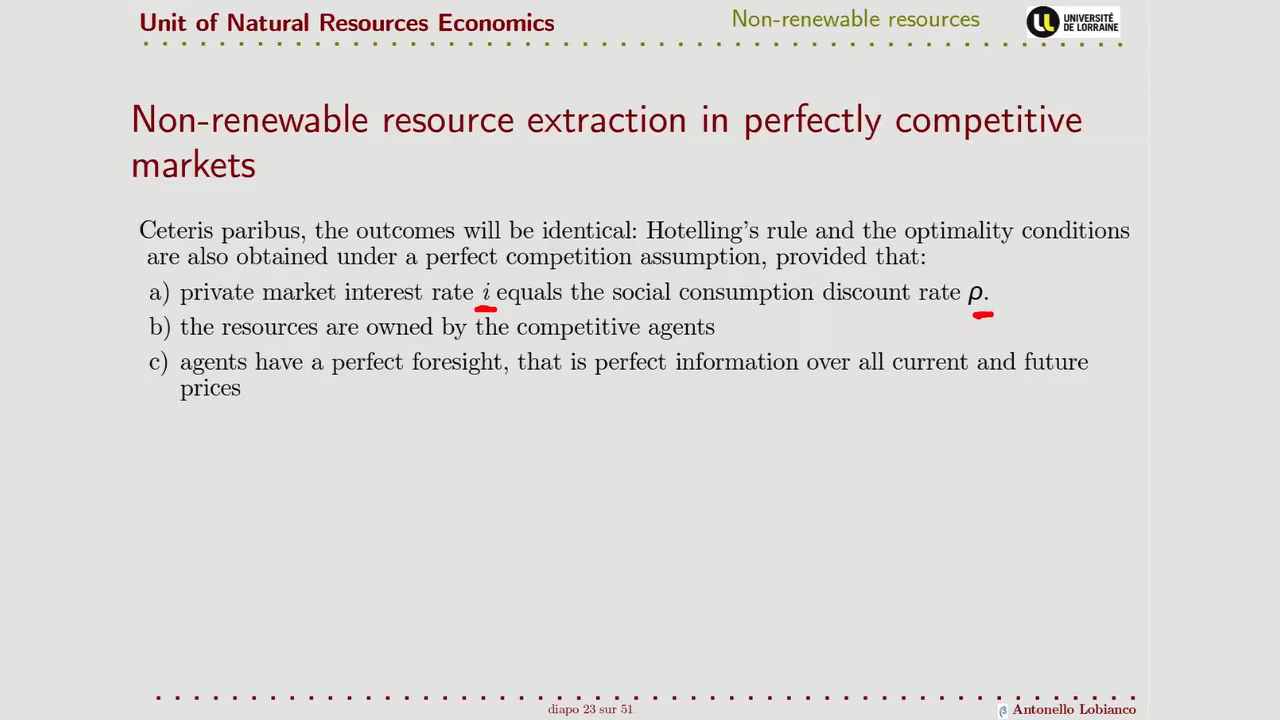 Unit of Natural Resources Economics
Non-renewable resources
UNIVERSITÉ
DE LORRAINE
Non-renewable resource extraction in perfectly competitive
markets
Ceteris paribus, the outcomes will be identical: Hotelling's rule and the optimality conditions
are also obtained under a perfect competition assumption, provided that:
a) private market interest rate i equals the social consumption discount rate ρ.
b) the resources are owned by the competitive agents
c) agents have a perfect foresight, that is perfect information over all current and future
prices
diapo 23 sur 51
β Antonello Lobianco